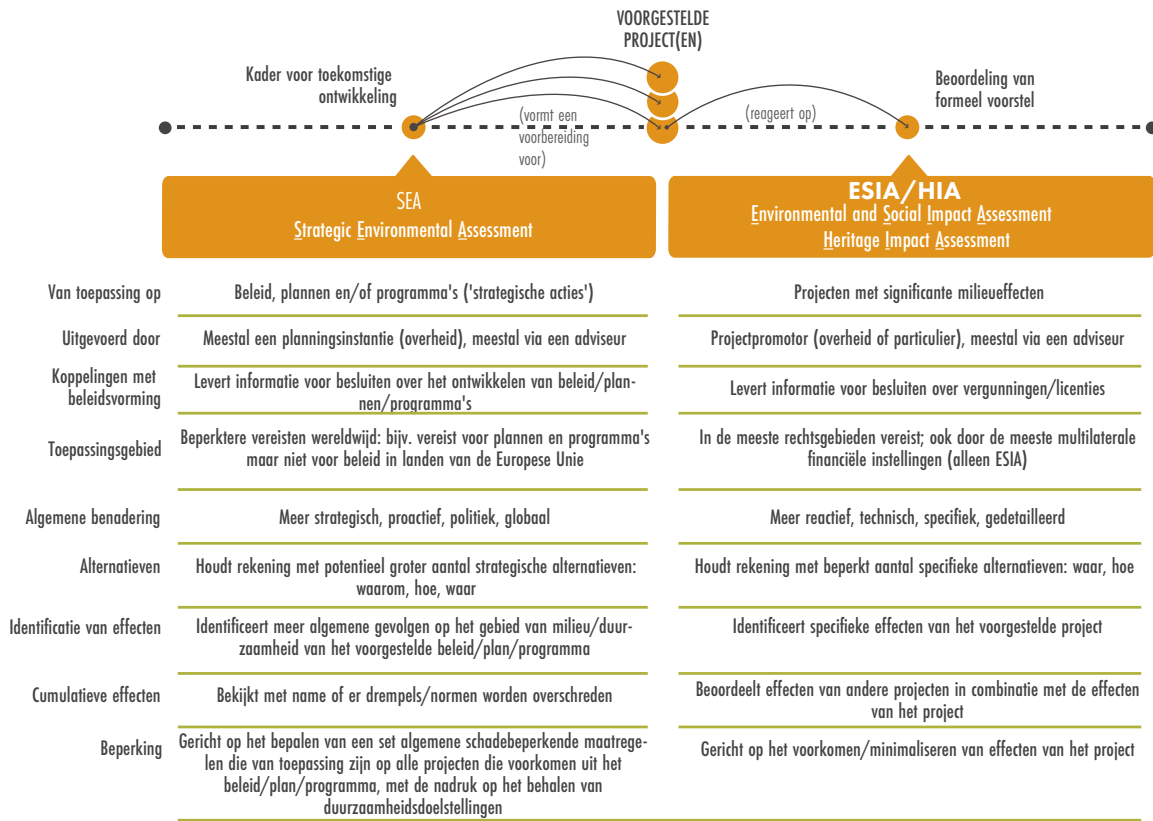 VOORGESTELDE
PROJECT(EN)
Kader voor toekomstige
ontwikkeling
Beoordeling van
formeel voorstel
(vormt een
voorbereiding
voor)
(reageert op)
SEA
Strategic Environmental Assessment
ESIA/HIA
Environmental and Social Impact Assessment
Heritage Impact Assessment
Van toepassing op
Beleid, plannen en/of programma's ('strategische acties')
Projecten met significante milieueffecten
Uitgevoerd door
Meestal een planningsinstantie (overheid), meestal via een adviseur
Projectpromotor (overheid of particulier), meestal via een adviseur
Koppelingen met
beleidsvorming
Levert informatie voor besluiten over het ontwikkelen van beleid/plan-
nen/programma's
Levert informatie voor besluiten over vergunningen/licenties
Toepassingsgebied
Beperktere vereisten wereldwijd: bijv. vereist voor plannen en programma's
maar niet voor beleid in landen van de Europese Unie
In de meeste rechtsgebieden vereist; ook door de meeste multilaterale
financiële instellingen (alleen ESIA)
Algemene benadering
Meer strategisch, proactief, politiek, globaal
Meer reactief, technisch, specifiek, gedetailleerd
Alternatieven
Houdt rekening met potentieel groter aantal strategische alternatieven:
waarom, hoe, waar
Houdt rekening met beperkt aantal specifieke alternatieven: waar, hoe
Identificatie van effecten
Identificeert meer algemene gevolgen op het gebied van milieu/duur-
zaamheid van het voorgestelde beleid/plan/programma
Identificeert specifieke effecten van het voorgestelde project
Cumulatieve effecten
Bekijkt met name of er drempels/normen worden overschreden
Beoordeelt effecten van andere projecten in combinatie met de effecten
van het project
Beperking
Gericht op het bepalen van een set algemene schadebeperkende maatrege-
len die van toepassing zijn op alle projecten die voorkomen uit het
beleid/plan/programma, met de nadruk op het behalen van
duurzaamheidsdoelstellingen
Gericht op het voorkomen/minimaliseren van effecten van het project